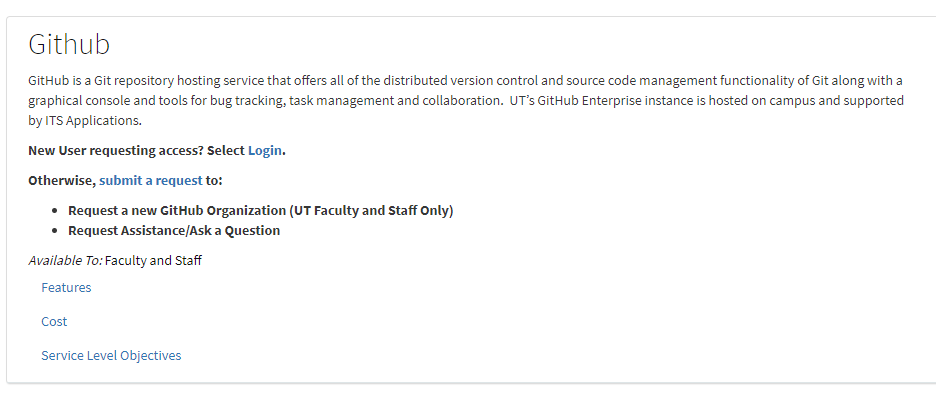 Github
GitHub is a Git repository hosting service that offers all of the distributed version control and source code management functionality of Git along with a
graphical console and tools for bug tracking, task management and collaboration.  UT’s GitHub Enterprise instance is hosted on campus and supported
by ITS Applications.
New User requesting access? Select Login.
Otherwise, submit a request to:
• Request a new GitHub Organization (UT Faculty and Staff Only)
• Request Assistance/Ask a Question
Available To: Faculty and Staff
Features
Cost
Service Level Objectives